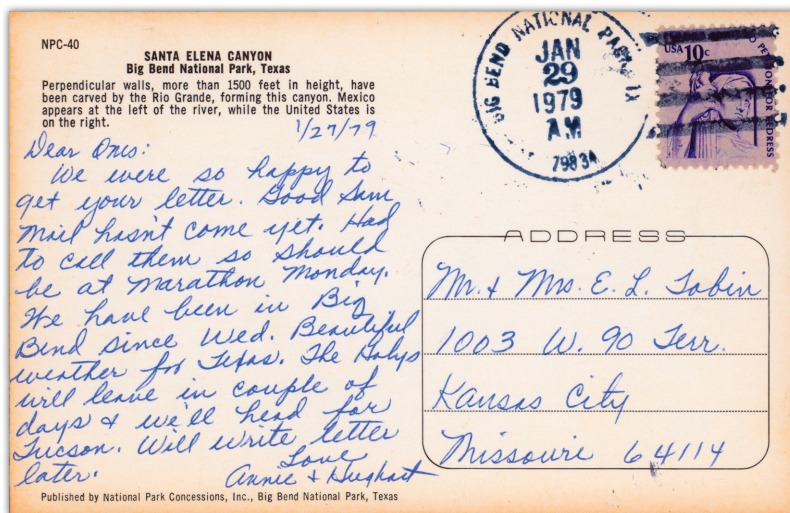 NPC-40
SANTA ELENA CANYON
Big Bend National Park, Texas
Perpendicular walls, more than 1500 feet in height, have
been carved by the Rio Grande, forming this canyon. Mexico
appears at the left of the river, while the United States is
on the right.
1/27/79
Dear Ones:
We were so happy to
get your letter. Good Sam
mail hasn't come yet. Had
to call them so should
be at Marathon Monday.
We have been in Big
Bend since Wed. Beautiful
weather for Texas. The
will leave in couple of
days & we'll head for
Tucson. Will write letter
later.
Love
Annie & Hughart
Published by National Park Concessions, Inc., Big Bend National Park, Texas
BIG BEND NATIONAL PARK TX
JAN
29
1979
A.M
79834
USA 10c
TO PETITION FOR REDRESS
ADDRESS
Mr. & Mrs. E. L. Tobin
1003 W. 90 Terr.
Kansas City
Missouri 64114